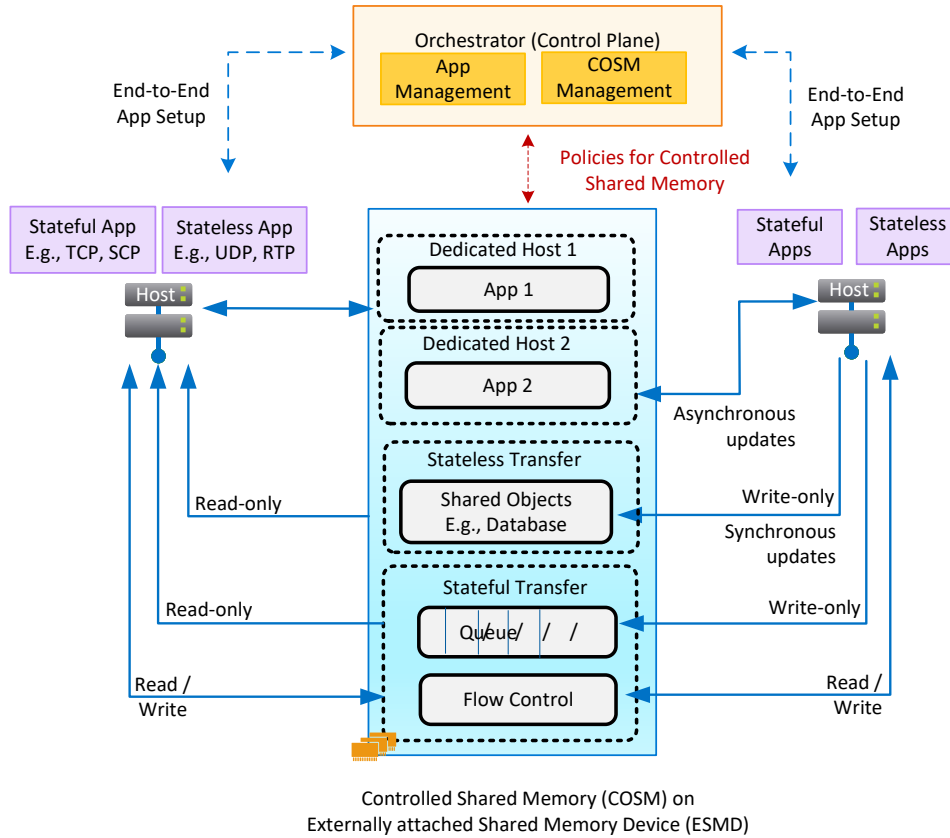 Orchestrator (Control Plane)
App
Management
COSM
Management
End-to-End
App Setup
End-to-End
App Setup
Policies for Controlled
Shared Memory
Stateful App
E.g., TCP, SCP
Stateless App
E.g., UDP, RTP
Stateful
Apps
Stateless
Apps
Host
Host
Dedicated Host 1
App 1
Dedicated Host 2
App 2
Asynchronous
updates
Stateless Transfer
Shared Objects
E.g., Database
Read-only
Write-only
Synchronous
updates
Stateful Transfer
Queue/ / / /
Read-only
Write-only
Flow Control
Read /
Write
Read /
Write
Controlled Shared Memory (COSM) on
Externally attached Shared Memory Device (ESMD)